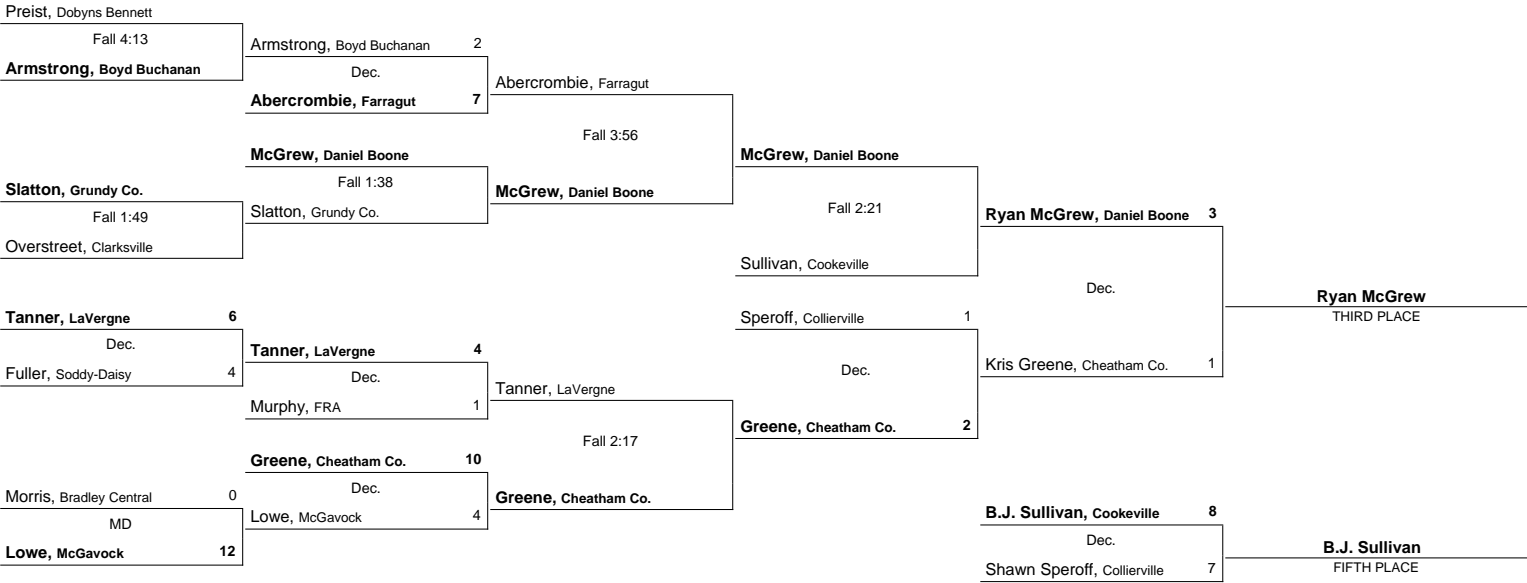 Preist, Dobyns Bennett
Fall 4:13
Armstrong, Boyd Buchanan
Slatton, Grundy Co.
Fall 1:49
Overstreet, Clarksville
Tanner, LaVergne 6
Dec.
Fuller, Soddy-Daisy 4
Morris, Bradley Central 0
MD
Lowe, McGavock 12
Armstrong, Boyd Buchanan 2
Dec.
Abercrombie, Farragut 7
McGrew, Daniel Boone
Fall 1:38
Slatton, Grundy Co.
Tanner, LaVergne 4
Dec.
Murphy, FRA 1
Greene, Cheatham Co. 10
Dec.
Lowe, McGavock 4
Abercrombie, Farragut
Fall 3:56
McGrew, Daniel Boone
Tanner, LaVergne
Fall 2:17
Greene, Cheatham Co.
McGrew, Daniel Boone
Fall 2:21
Sullivan, Cookeville
Speroff, Collierville 1
Dec.
Greene, Cheatham Co. 2
Ryan McGrew, Daniel Boone 3
Dec.
Kris Greene, Cheatham Co. 1
B.J. Sullivan, Cookeville 8
Dec.
Shawn Speroff, Collierville 7
Ryan McGrew
THIRD PLACE
B.J. Sullivan
FIFTH PLACE